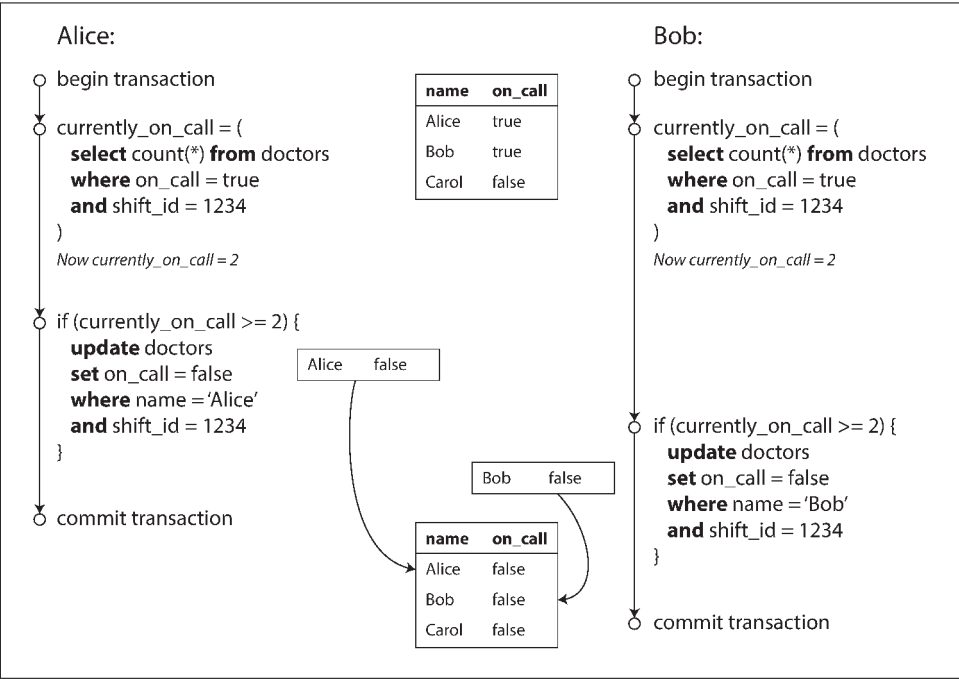 Alice:
begin transaction
currently_on_call = (
select count(*) from doctors
where on_call = true
and shift_id = 1234
)
Now currently_on_call = 2
if (currently_on_call >= 2) {
update doctors
set on_call = false
where name = ‘Alice’
and shift_id = 1234
}
commit transaction
name on_call
Alice true
Bob true
Carol false
Alice false
Bob false
name on_call
Alice false
Bob false
Carol false
Bob:
begin transaction
currently_on_call = (
select count(*) from doctors
where on_call = true
and shift_id = 1234
)
Now currently_on_call = 2
if (currently_on_call >= 2) {
update doctors
set on_call = false
where name = ‘Bob’
and shift_id = 1234
}
commit transaction